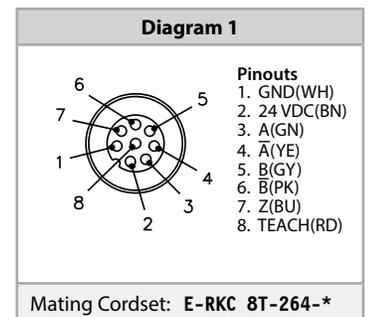 Diagram 1
6
7
5
1
4
8
3
2
Pinouts
1. GND(WH)
2. 24 VDC(BN)
3. A(GN)
4. A̅(YE)
5. B(GY)
6. B̅(PK)
7. Z(BU)
8. TEACH(RD)
Mating Cordset: E-RKC 8T-264-*